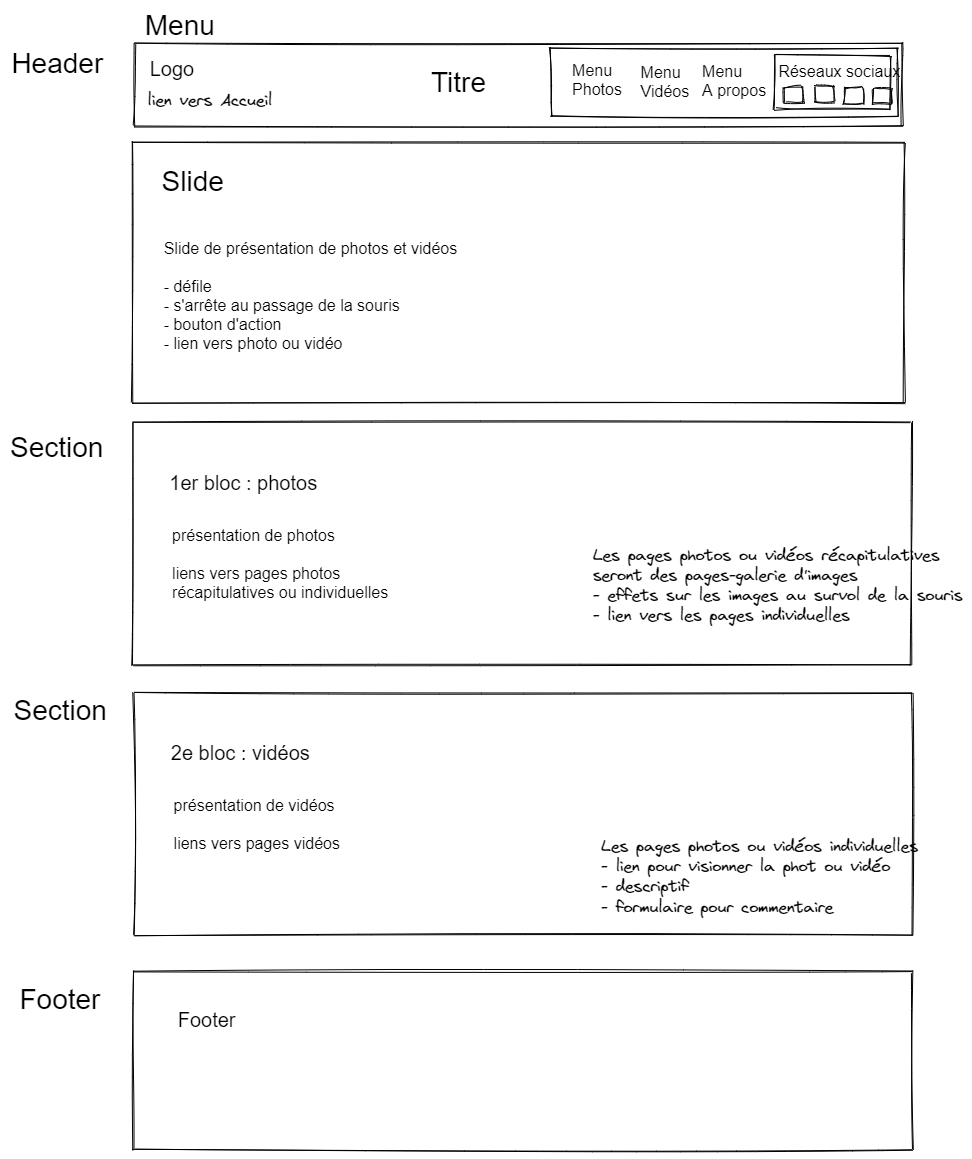 Menu
Header
Logo
lien vers Accueil
Titre
Menu
Photos
Menu
Vidéos
Menu
A propos
Réseaux sociaux
Slide
Slide de présentation de photos et vidéos
- défile
- s'arrête au passage de la souris
- bouton d'action
- lien vers photo ou vidéo
Section
1er bloc : photos
présentation de photos
liens vers pages photos
récapitulatives ou individuelles
Les pages photos ou vidéos récapitulatives
seront des pages-galerie d'images
- effets sur les images au survol de la souris
- lien vers les pages individuelles
Section
2e bloc : vidéos
présentation de vidéos
liens vers pages vidéos
Les pages photos ou vidéos individuelles
- lien pour visionner la phot ou vidéo
- descriptif
- formulaire pour commentaire
Footer
Footer